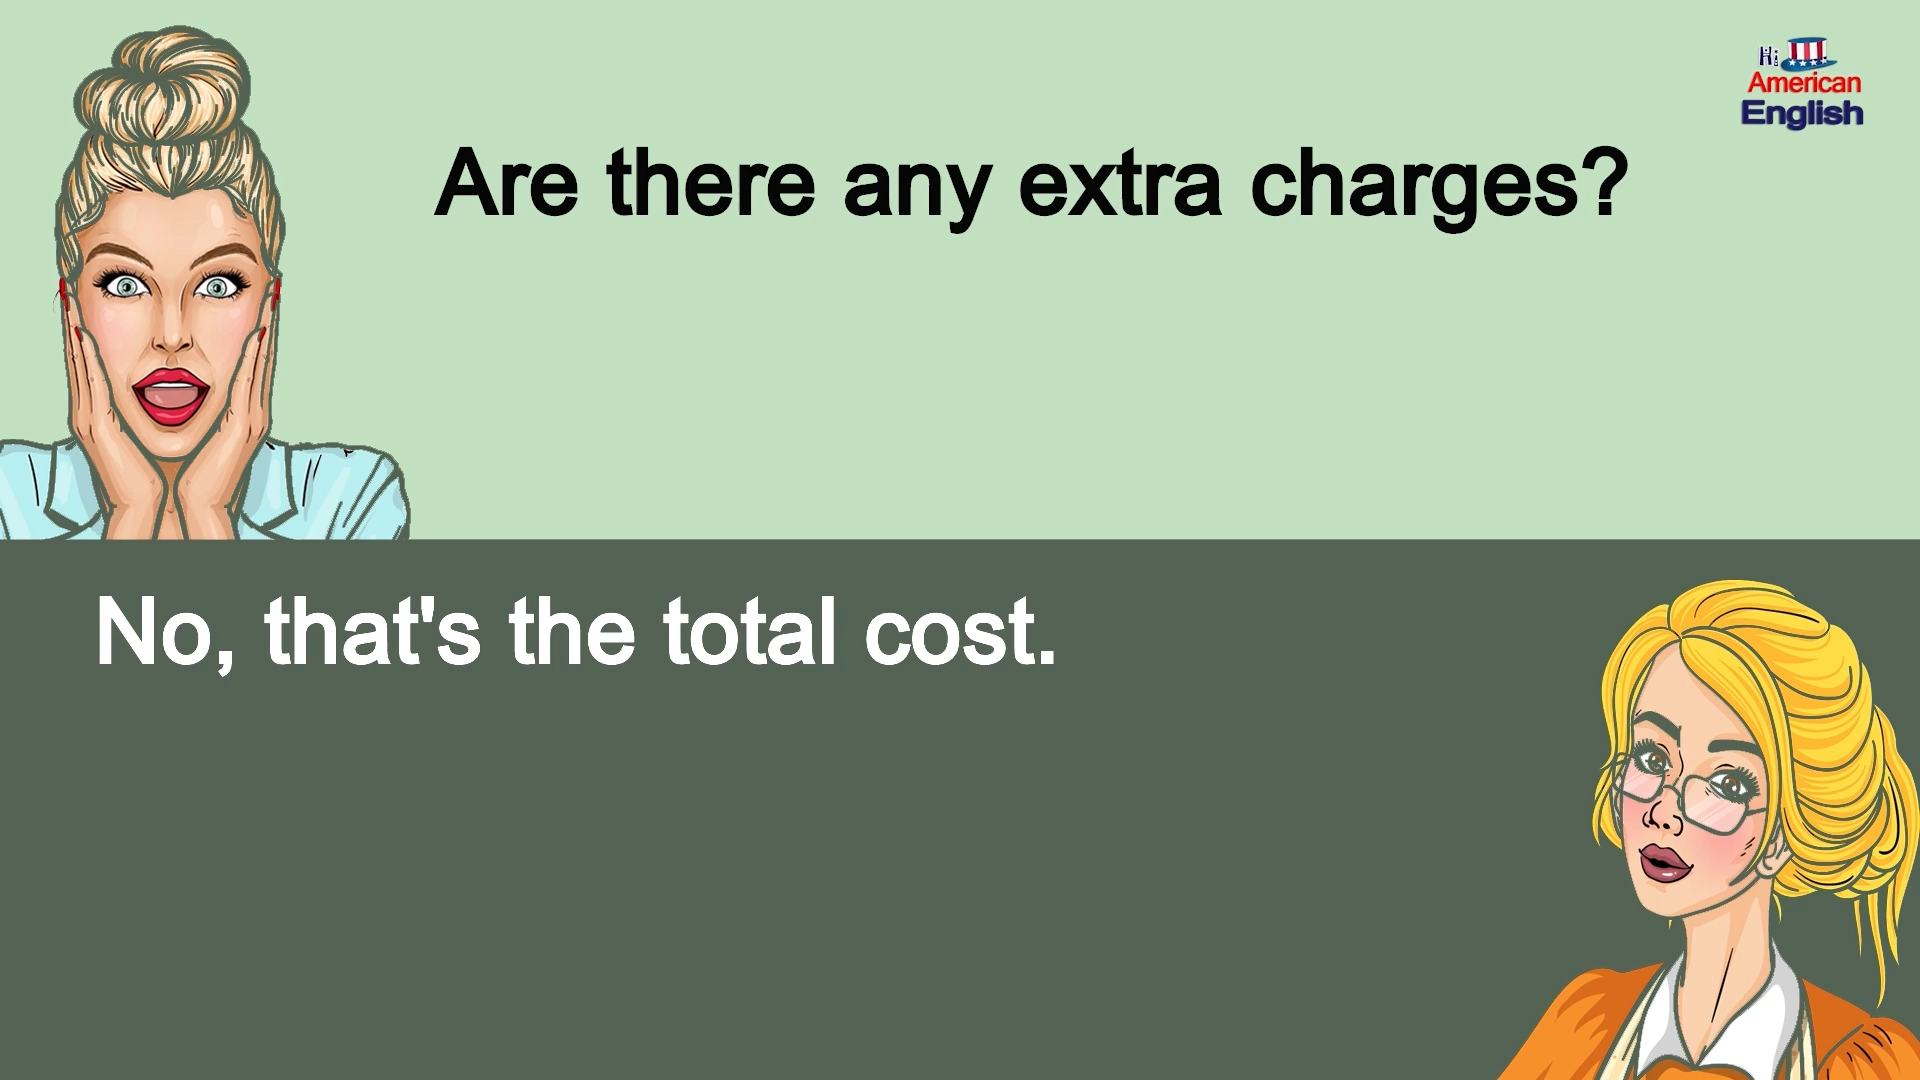 Hi
American
English
Are there any extra charges?
No, that's the total cost.